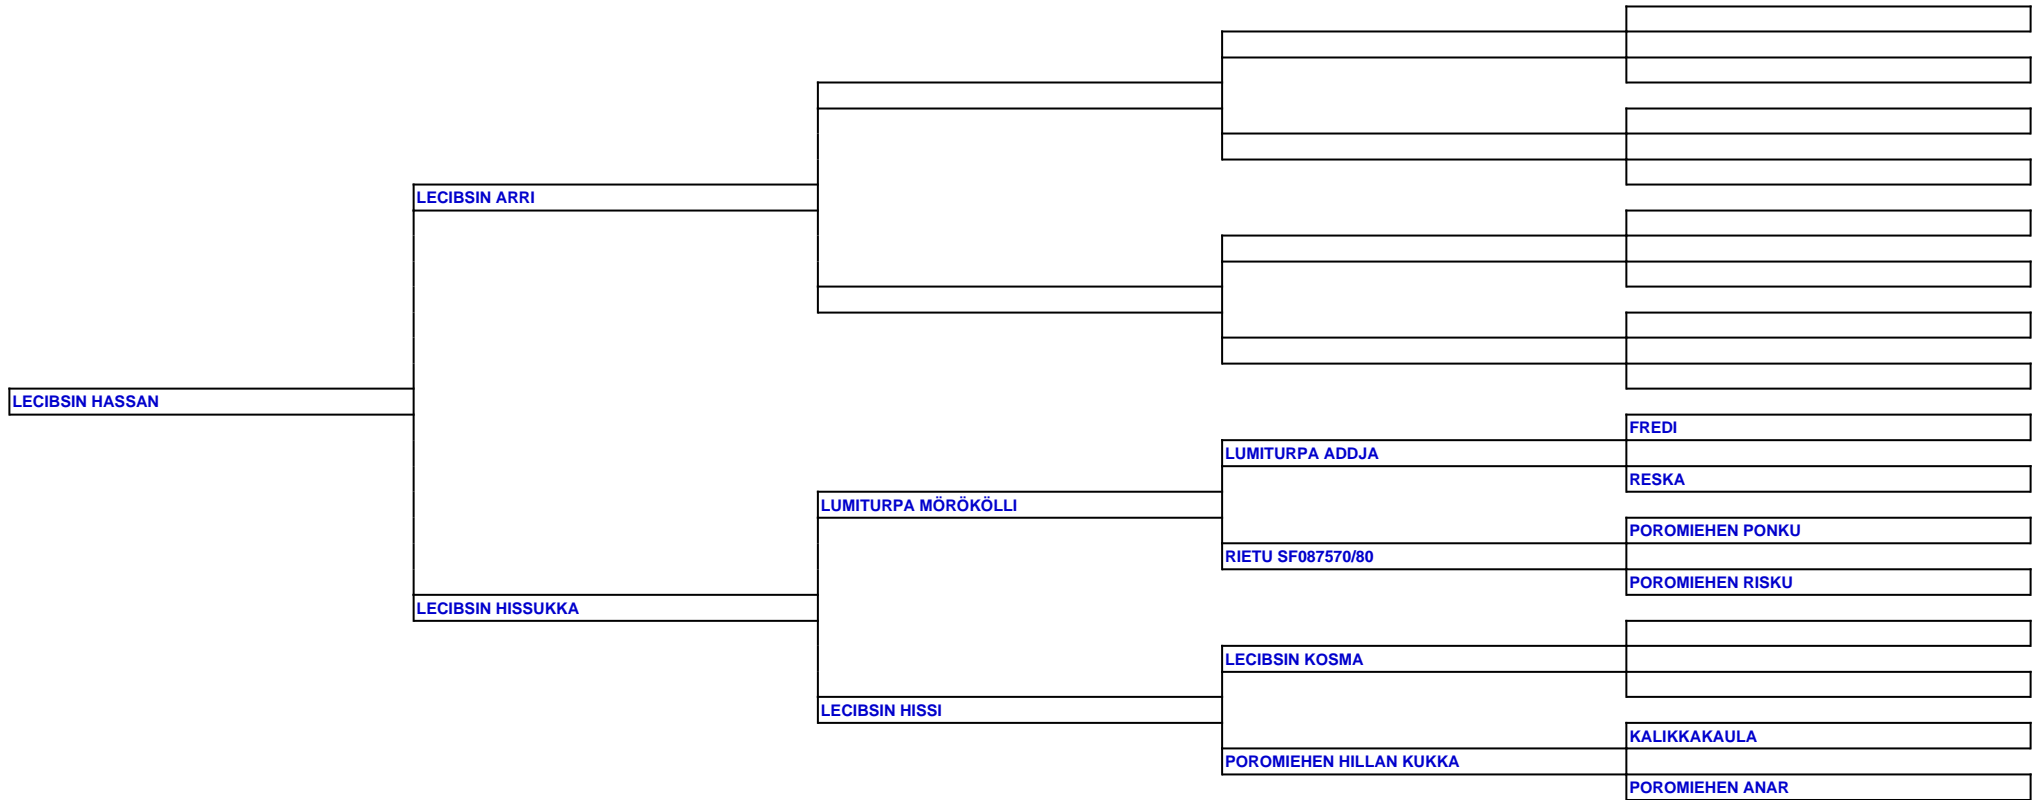 LECIBSIN ARRI
LECIBSIN HASSAN
FREDI
LUMITURPA ADDJA
RESKA
LUMITURPA MÖRÖKÖLLI
POROMIEHEN PONKU
RIETU SF087570/80
POROMIEHEN RISKU
LECIBSIN HISSUKKA
LECIBSIN KOSMA
LECIBSIN HISSI
KALIKKAKAULA
POROMIEHEN HILLAN KUKKA
POROMIEHEN ANAR